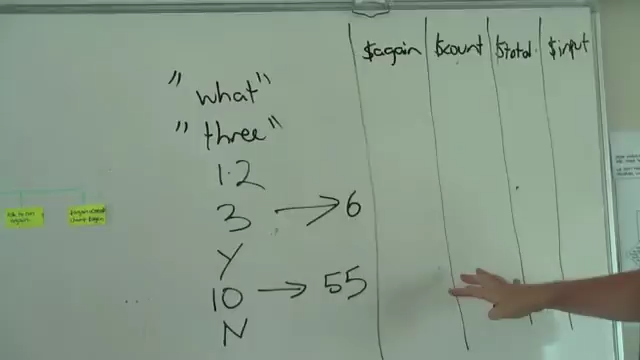 $again $count $total $input
"what"
"three"
1.2
3 → 6
Y
10 → 55
N